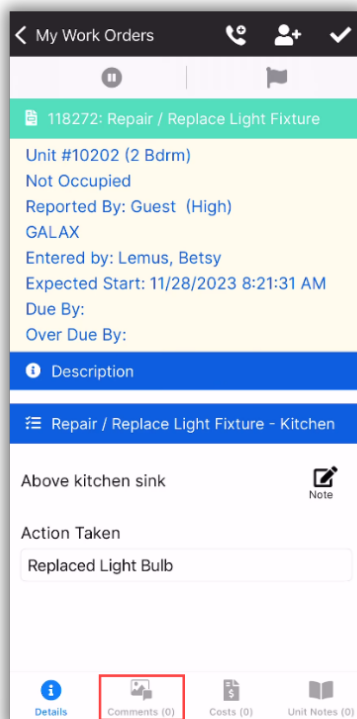 My Work Orders
118272: Repair / Replace Light Fixture
Unit #10202 (2 Bdrm)
Not Occupied
Reported By: Guest (High)
GALAX
Entered by: Lemus, Betsy
Expected Start: 11/28/2023 8:21:31 AM
Due By:
Over Due By:
Description
Repair / Replace Light Fixture - Kitchen
Above kitchen sink
Note
Action Taken
Replaced Light Bulb
Details Comments (0) Costs (0) Unit Notes (0)